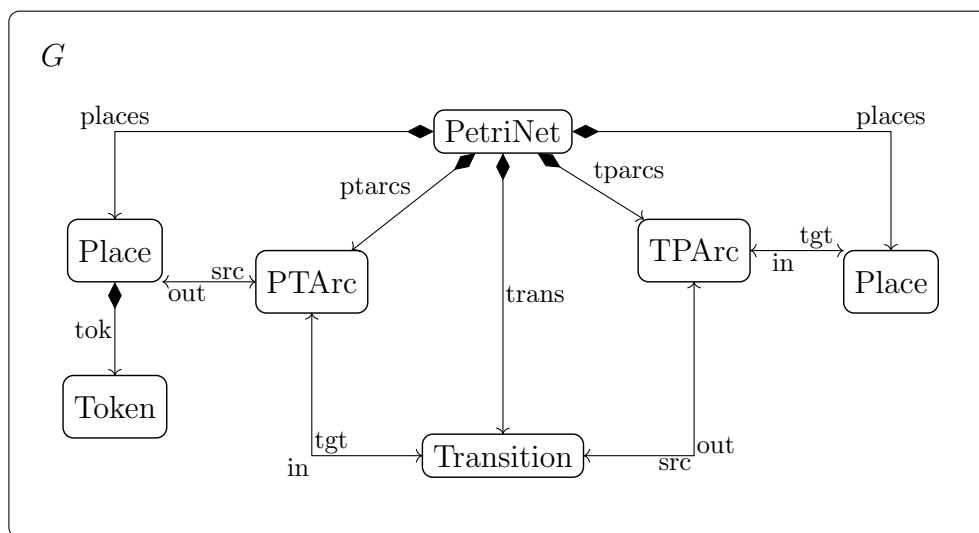 G
places
PetriNet
places
ptarcs
tparcs
Place
src
out
PTArc
TPArc
tgt
in
Place
trans
tok
Token
tgt
in
Transition
out
src